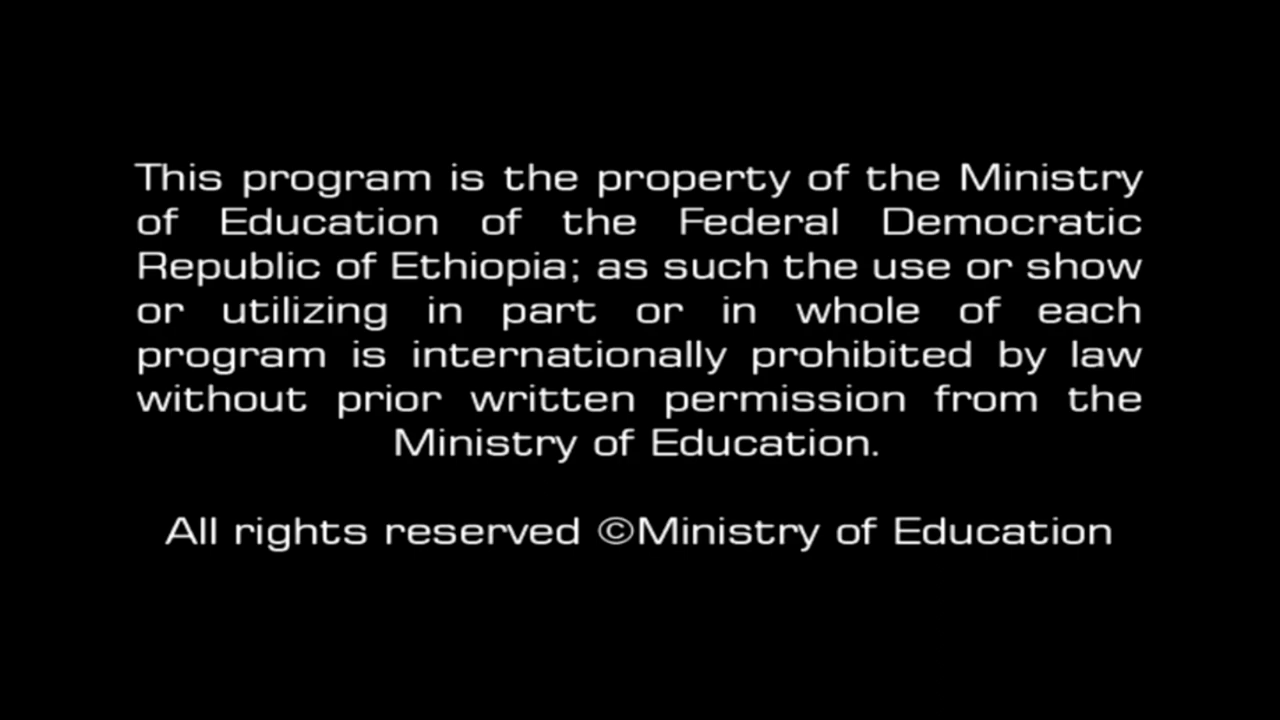 This program is the property of the Ministry
of Education of the Federal Democratic
Republic of Ethiopia; as such the use or show
or utilizing in part or in whole of each
program is internationally prohibited by law
without prior written permission from the
Ministry of Education.
All rights reserved ©Ministry of Education